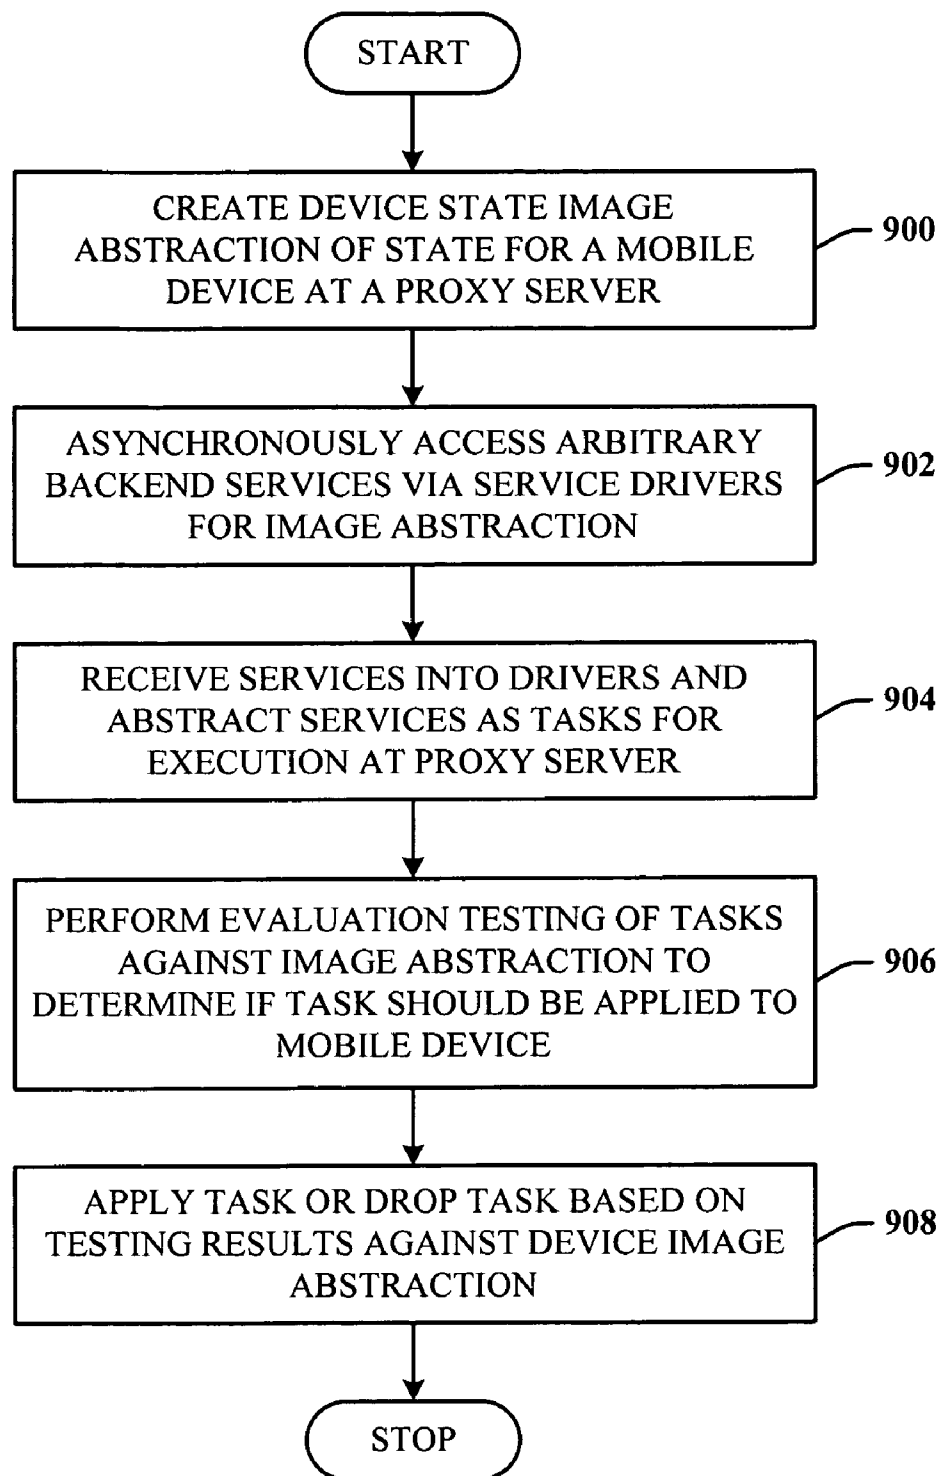 START
CREATE DEVICE STATE IMAGE
ABSTRACTION OF STATE FOR A MOBILE
DEVICE AT A PROXY SERVER
900
ASYNCHRONOUSLY ACCESS ARBITRARY
BACKEND SERVICES VIA SERVICE DRIVERS
FOR IMAGE ABSTRACTION
902
RECEIVE SERVICES INTO DRIVERS AND
ABSTRACT SERVICES AS TASKS FOR
EXECUTION AT PROXY SERVER
904
PERFORM EVALUATION TESTING OF TASKS
AGAINST IMAGE ABSTRACTION TO
DETERMINE IF TASK SHOULD BE APPLIED TO
MOBILE DEVICE
906
APPLY TASK OR DROP TASK BASED ON
TESTING RESULTS AGAINST DEVICE IMAGE
ABSTRACTION
908
STOP